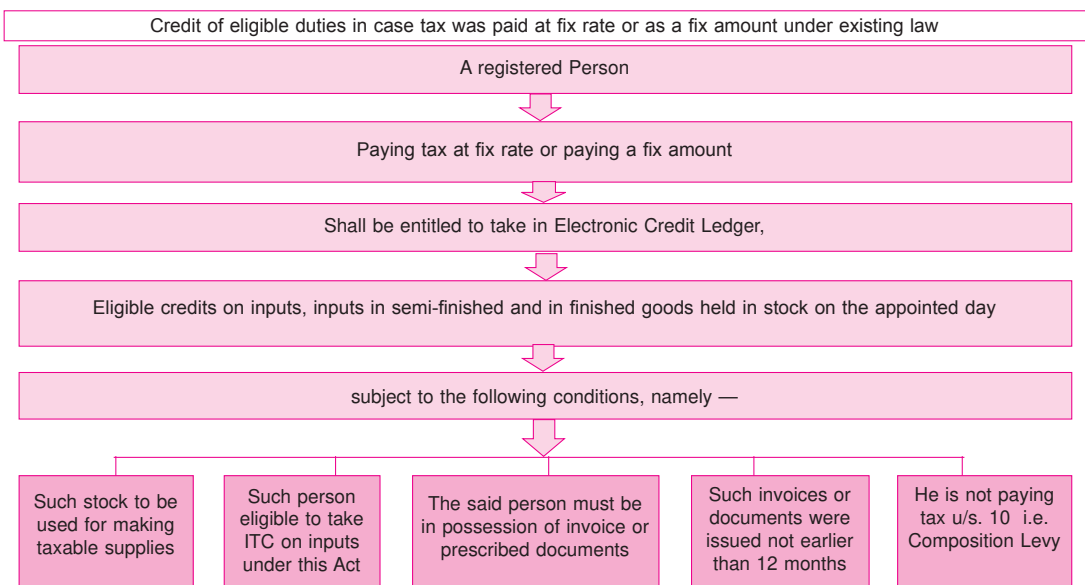 Credit of eligible duties in case tax was paid at fix rate or as a fix amount under existing law
A registered Person
Paying tax at fix rate or paying a fix amount
Shall be entitled to take in Electronic Credit Ledger,
Eligible credits on inputs, inputs in semi-finished and in finished goods held in stock on the appointed day
subject to the following conditions, namely —
Such stock to be
used for making
taxable supplies
Such person
eligible to take
ITC on inputs
under this Act
The said person must be
in possession of invoice or
prescribed documents
Such invoices or
documents were
issued not earlier
than 12 months
He is not paying
tax u/s. 10 i.e.
Composition Levy